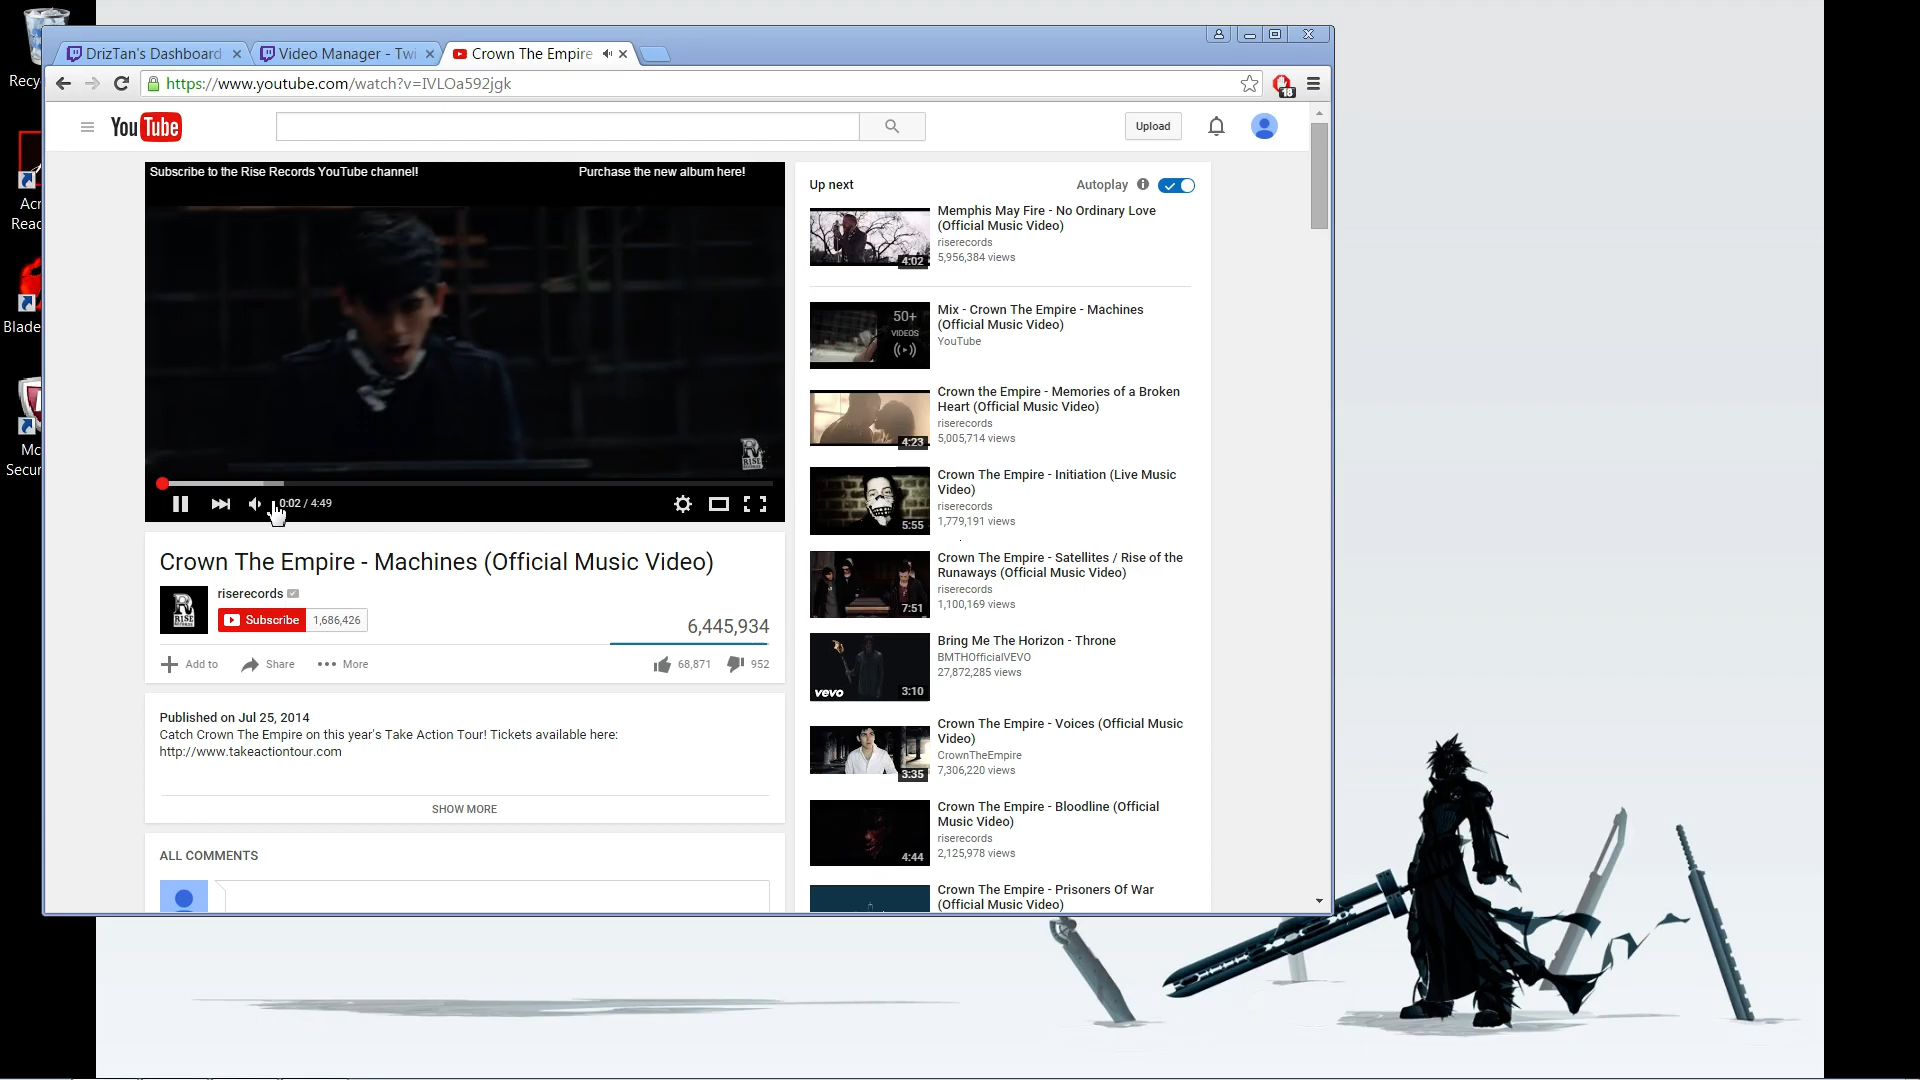 DrizTan's Dashboard
Video Manager - Twi
Crown The Empire
https://www.youtube.com/watch?v=IVLOa592jgk
18
YouTube
Upload
Subscribe to the Rise Records YouTube channel!
Purchase the new album here!
0:02 / 4:49
Crown The Empire - Machines (Official Music Video)
riserecords
Subscribe
1,686,426
6,445,934
Add to
Share
More
68,871
952
Published on Jul 25, 2014
Catch Crown The Empire on this year's Take Action Tour! Tickets available here:
http://www.takeactiontour.com
SHOW MORE
ALL COMMENTS
Up next
Autoplay
Memphis May Fire - No Ordinary Love
(Official Music Video)
riserecords
5,956,384 views
4:02
Mix - Crown The Empire - Machines
(Official Music Video)
YouTube
50+
VIDEOS
Crown the Empire - Memories of a Broken
Heart (Official Music Video)
riserecords
5,005,714 views
4:23
Crown The Empire - Initiation (Live Music
Video)
riserecords
1,779,191 views
5:55
Crown The Empire - Satellites / Rise of the
Runaways (Official Music Video)
riserecords
1,100,169 views
7:51
Bring Me The Horizon - Throne
BMTHOfficialVEVO
27,872,285 views
vevo
3:10
Crown The Empire - Voices (Official Music
Video)
CrownTheEmpire
7,306,220 views
3:35
Crown The Empire - Bloodline (Official
Music Video)
riserecords
2,125,978 views
4:44
Crown The Empire - Prisoners Of War
(Official Music Video)
Recy
Acr
Reac
Blade
Mc
Secur
RISE